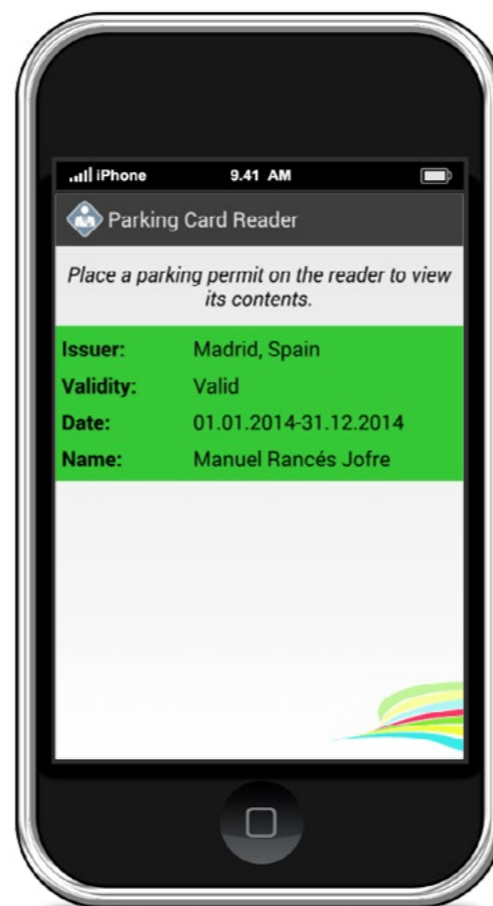 iPhone 9.41 AM
Parking Card Reader
Place a parking permit on the reader to view
its contents.
Issuer: Madrid, Spain
Validity: Valid
Date: 01.01.2014-31.12.2014
Name: Manuel Rancés Jofre